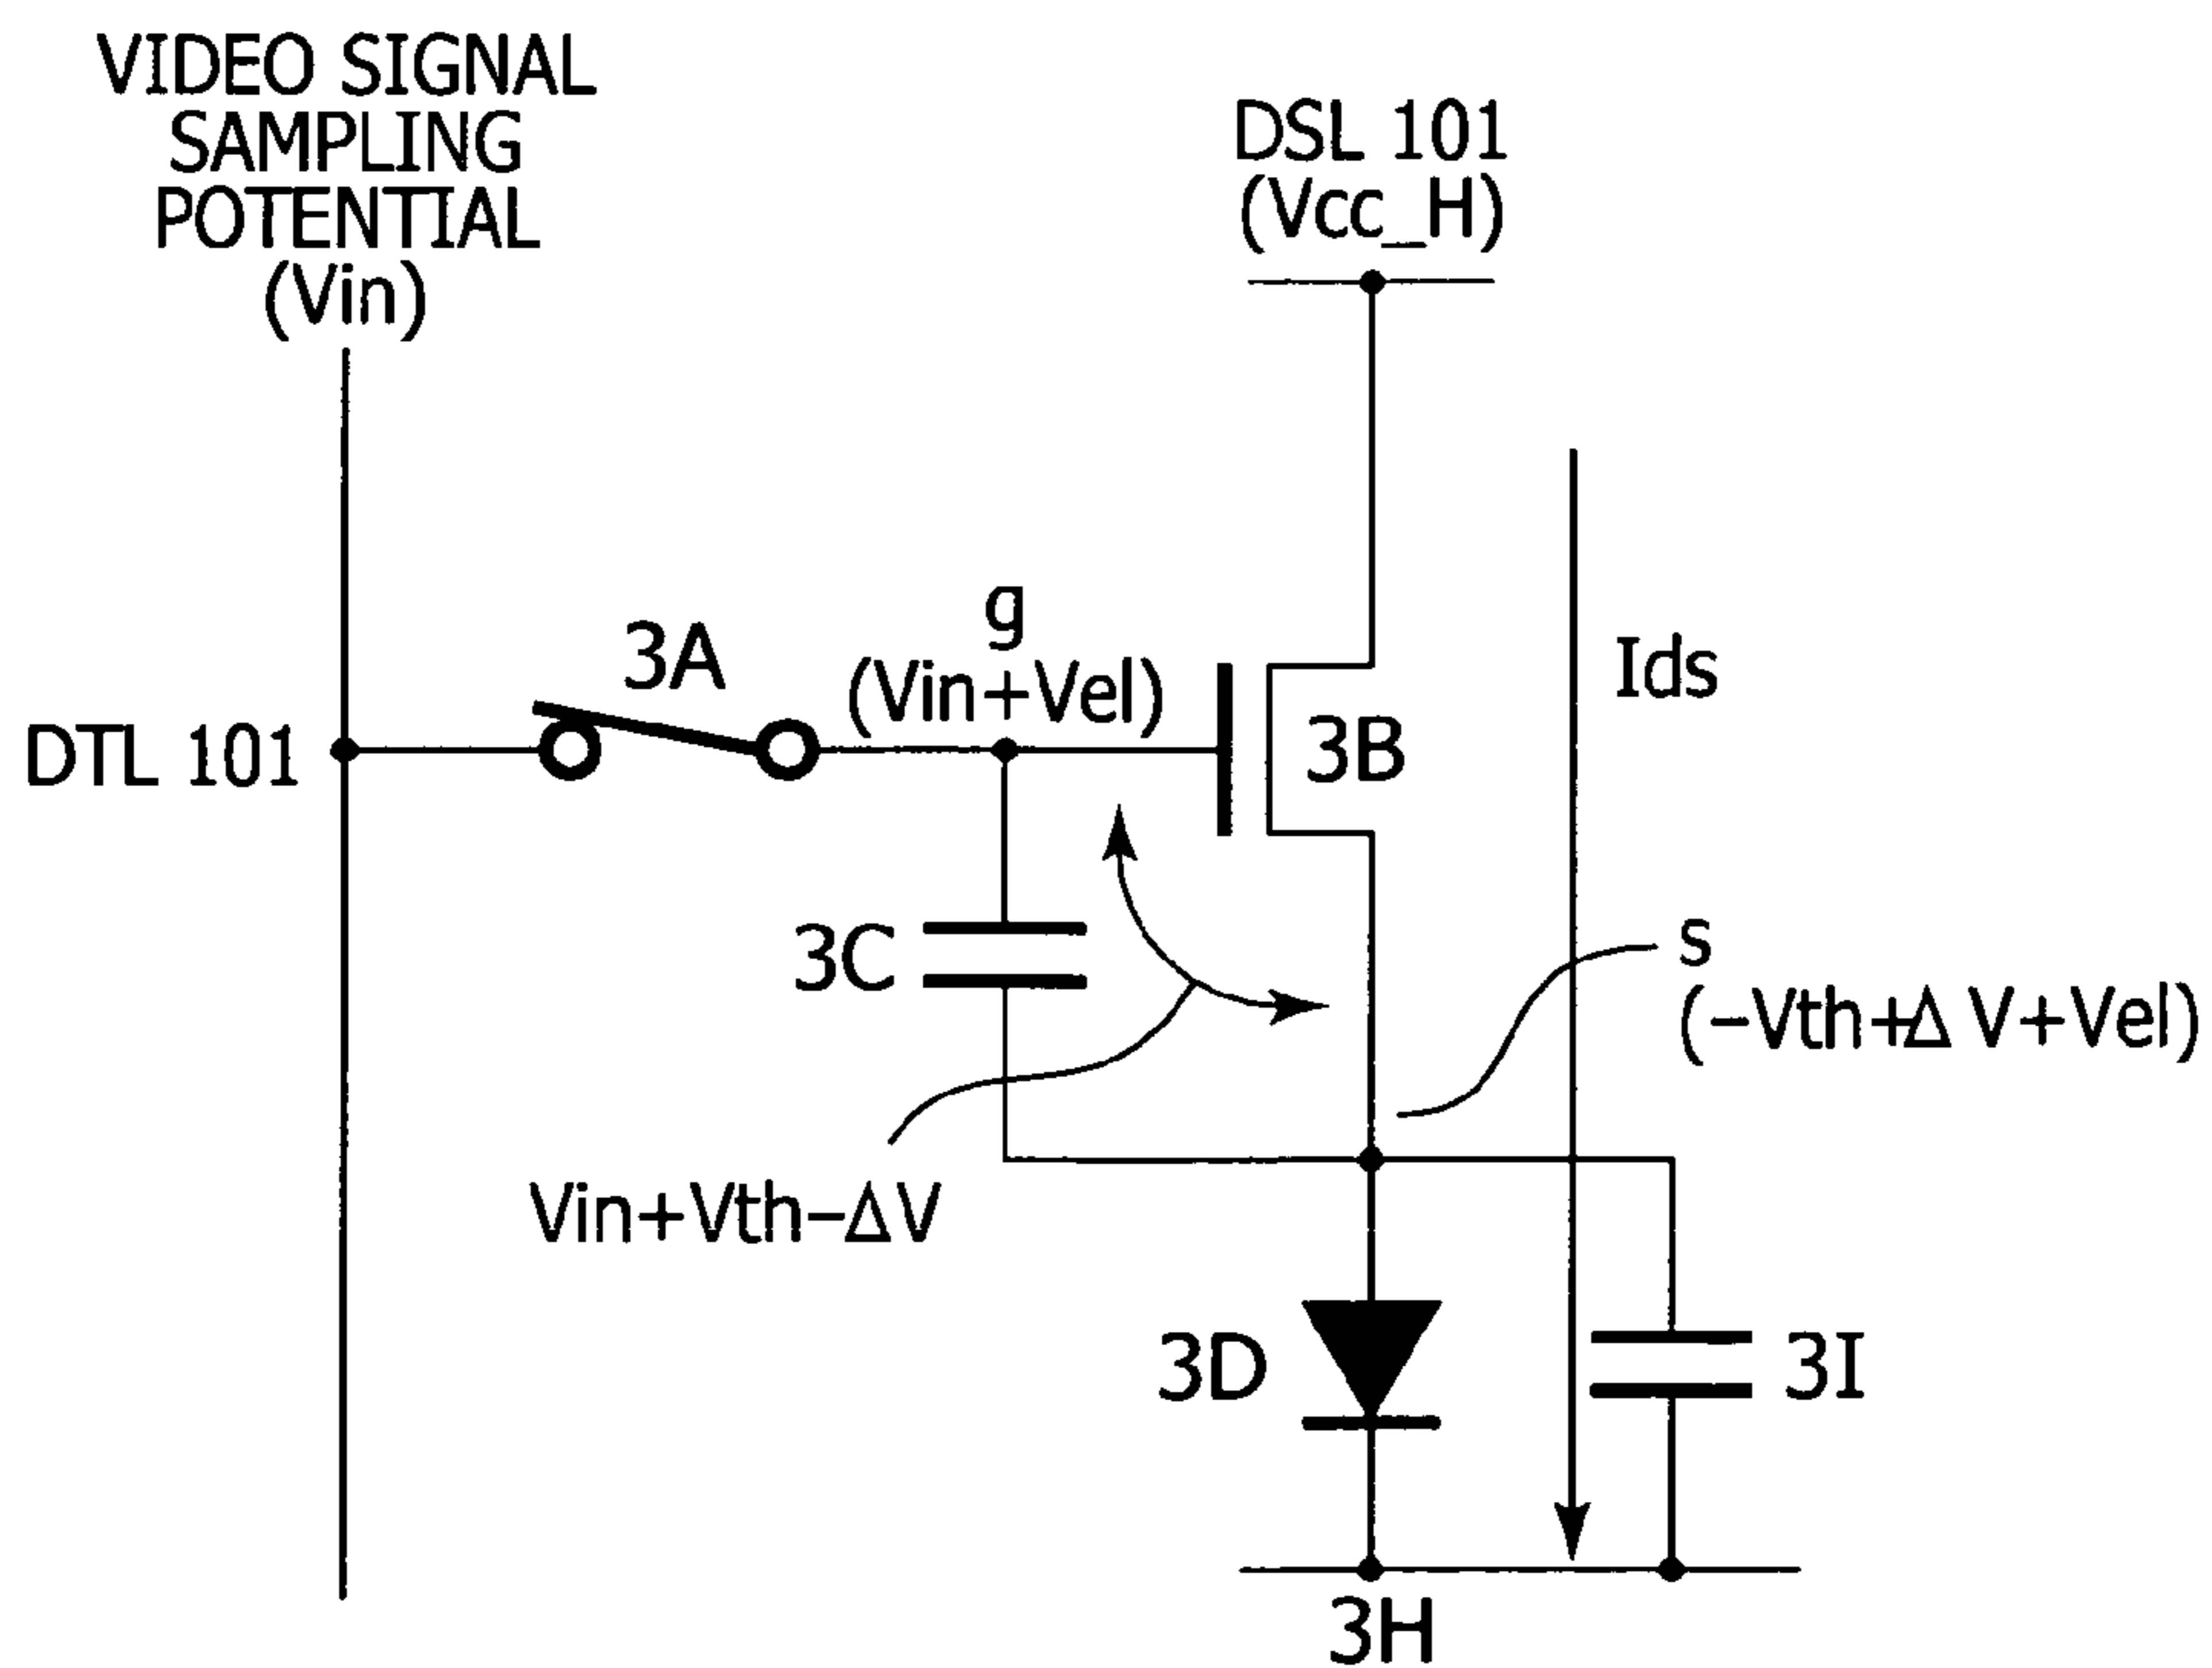 VIDEO SIGNAL
SAMPLING
POTENTIAL
(Vin)
DSL 101
(Vcc_H)
g
3A
(Vin+Vel)
Ids
DTL 101
3B
3C
s
(-Vth+Δ V+Vel)
Vin+Vth-ΔV
3D
3I
3H